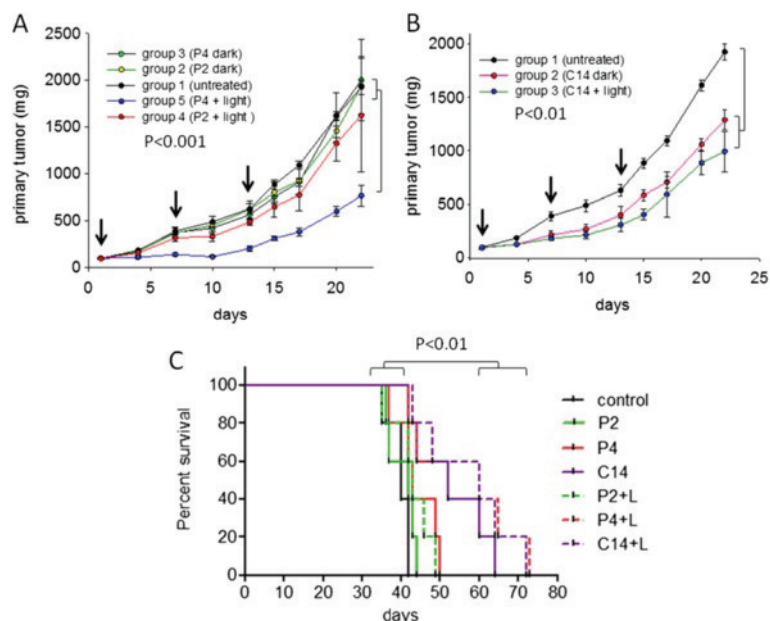 A
group 3 (P4 dark)
group 2 (P2 dark)
group 1 (untreated)
group 5 (P4 + light)
group 4 (P2 + light )
P<0.001
primary tumor (mg)
2500
2000
1500
1000
500
0
0 5 10 15 20
days
B
group 1 (untreated)
group 2 (C14 dark)
group 3 (C14 + light)
P<0.01
primary tumor (mg)
2000
1500
1000
500
0
0 5 10 15 20 25
days
C
P<0.01
Percent survival
100
80
60
40
20
0
0 10 20 30 40 50 60 70 80
days
control
P2
P4
C14
P2+L
P4+L
C14+L